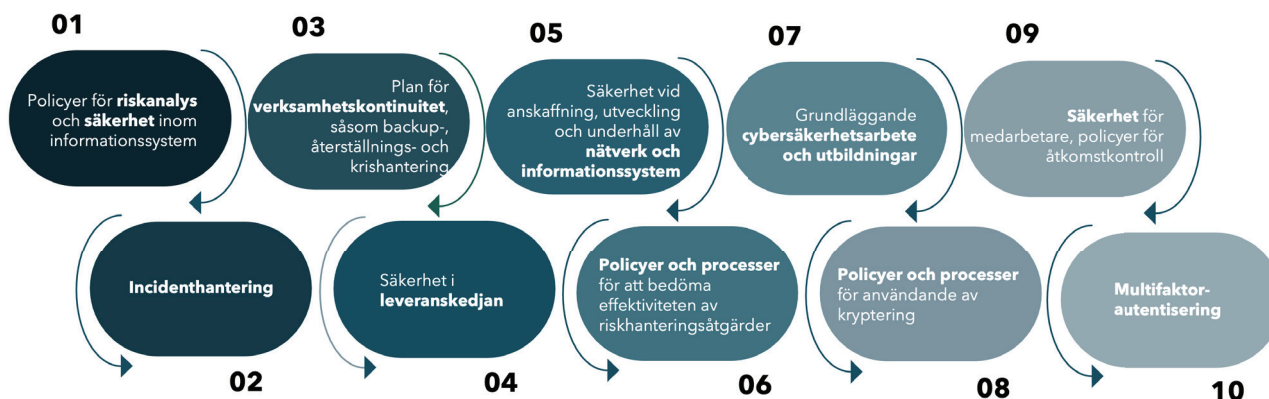 01
Policyer för riskanalys
och säkerhet inom
informationssystem
02
Incidenthantering
03
Plan för
verksamhetskontinuitet,
såsom backup-,
återställnings- och
krishantering
04
Säkerhet i
leveranskedjan
05
Säkerhet vid
anskaffning, utveckling
och underhåll av
nätverk och
informationssystem
06
Policyer och processer
för att bedöma
effektiviteten av
riskhanteringsåtgärder
07
Grundläggande
cybersäkerhetsarbete
och utbildningar
08
Policyer och processer
för användande av
kryptering
09
Säkerhet för
medarbetare, policyer för
åtkomstkontroll
10
Multifaktor-
autentisering